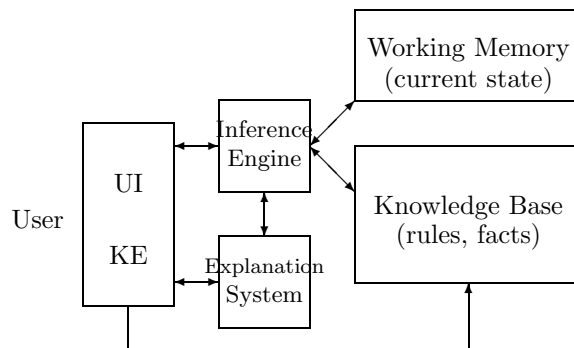 Working Memory
(current state)
Inference
Engine
UI
User
KE
Knowledge Base
(rules, facts)
Explanation
System